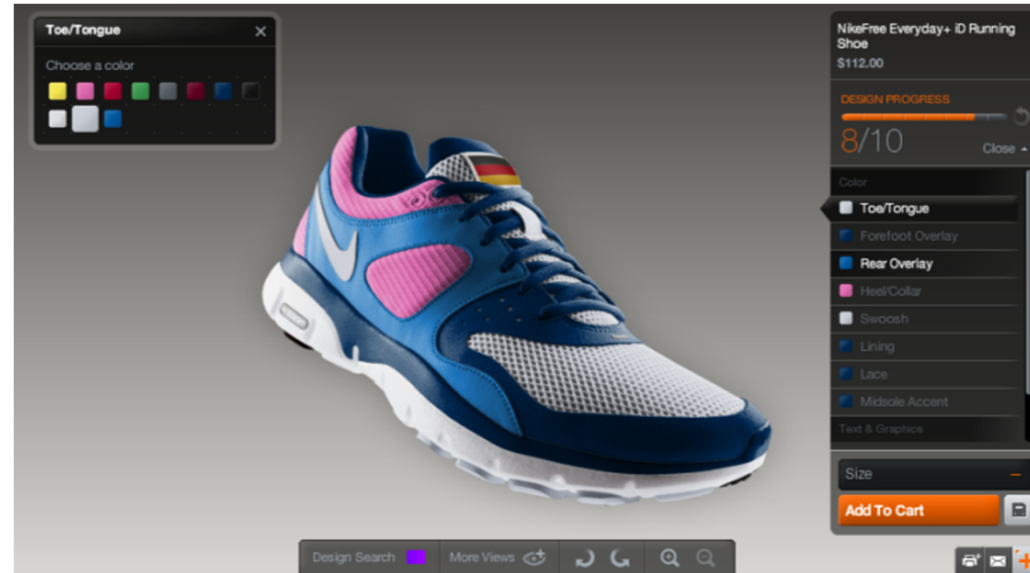 Toe/Tongue
Choose a color
NikeFree Everyday+ iD Running
Shoe
$112.00
DESIGN PROGRESS
8/10
Close
Color
Toe/Tongue
Forefoot Overlay
Rear Overlay
Heel/Collar
Swoosh
Lining
Lace
Midsole Accent
Text & Graphics
Size
Add To Cart
Design Search
More Views